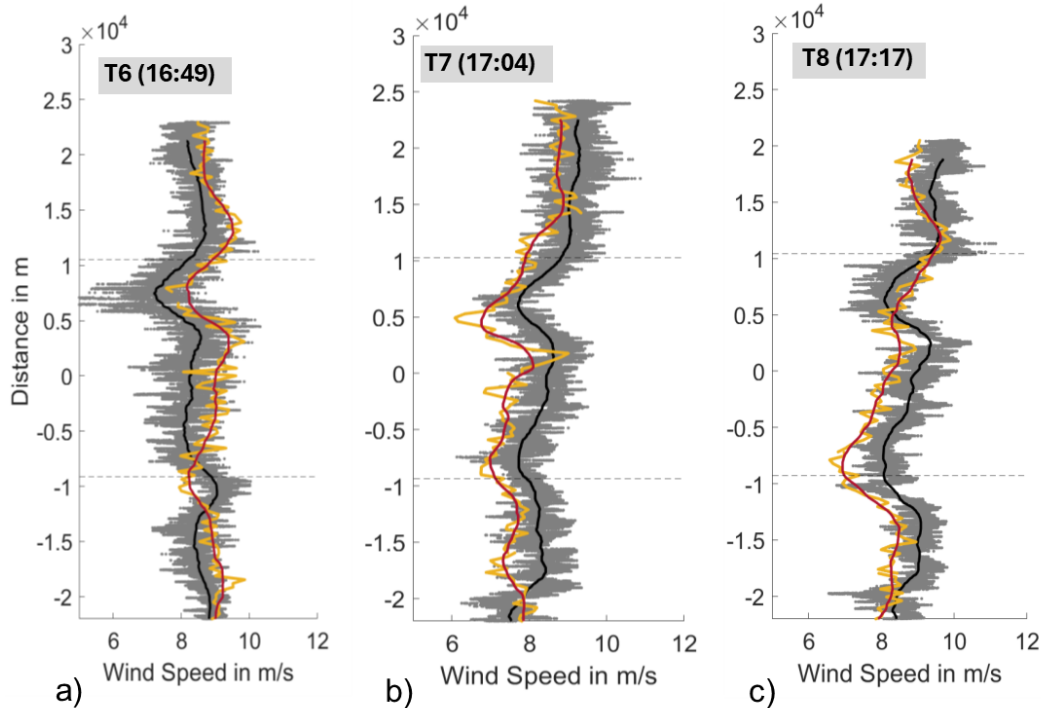 ×10⁴
×10⁴
×10⁴
3
3
3
T6 (16:49)
T7 (17:04)
T8 (17:17)
2.5
2.5
2.5
2
2
2
1.5
1.5
1.5
1
1
1
0.5
0.5
0.5
0
0
0
-0.5
-0.5
-0.5
-1
-1
-1
-1.5
-1.5
-1.5
-2
-2
-2
Distance in m
6 8 10 12
6 8 10 12
6 8 10 12
Wind Speed in m/s
Wind Speed in m/s
Wind Speed in m/s
a)
b)
c)